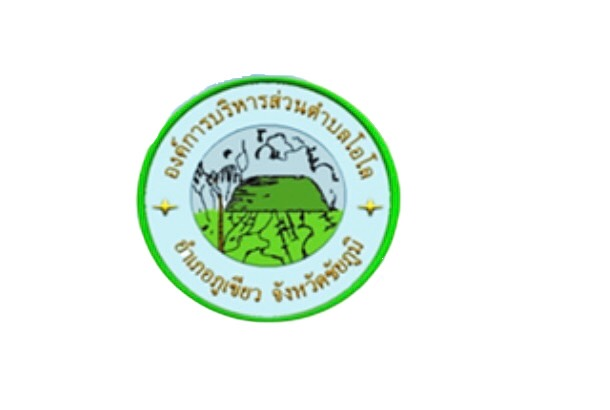 องค์การบริหารส่วนตำบลโอโล
อำเภอภูเขียว จังหวัดชัยภูมิ